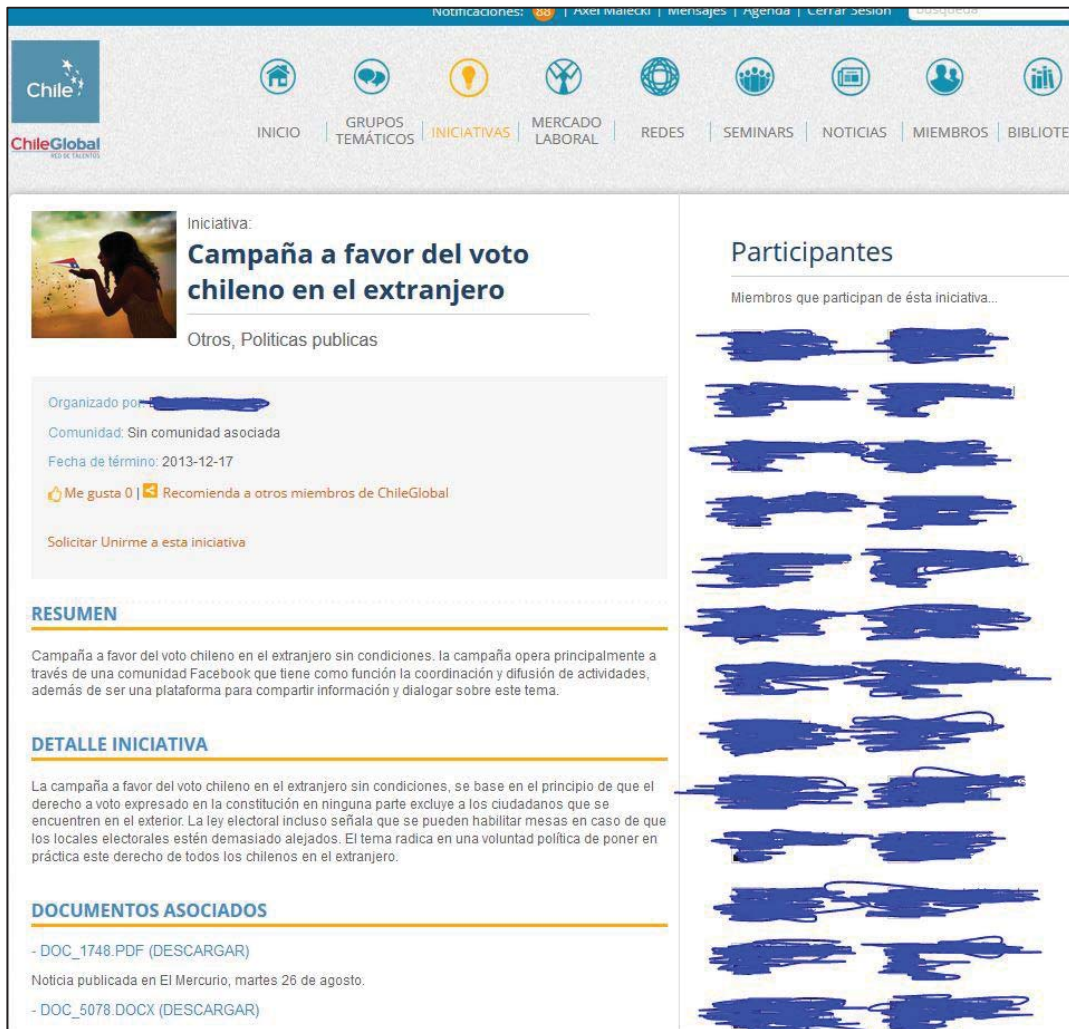 Notificaciones: 88 | Axel Malecki | Mensajes | Agenda | Cerrar Sesión
Chile
ChileGlobal
RED DE TALENTOS
INICIO
GRUPOS
TEMÁTICOS
INICIATIVAS
MERCADO
LABORAL
REDES
SEMINARS
NOTICIAS
MIEMBROS
BIBLIOTE
Iniciativa:
Campaña a favor del voto
chileno en el extranjero
Otros, Politicas publicas
Organizado por:
Comunidad: Sin comunidad asociada
Fecha de término: 2013-12-17
Me gusta 0 | Recomienda a otros miembros de ChileGlobal
Solicitar Unirme a esta iniciativa
RESUMEN
Campaña a favor del voto chileno en el extranjero sin condiciones. la campaña opera principalmente a
través de una comunidad Facebook que tiene como función la coordinación y difusión de actividades,
además de ser una plataforma para compartir información y dialogar sobre este tema.
DETALLE INICIATIVA
La campaña a favor del voto chileno en el extranjero sin condiciones, se base en el principio de que el
derecho a voto expresado en la constitución en ninguna parte excluye a los ciudadanos que se
encuentren en el exterior. La ley electoral incluso señala que se pueden habilitar mesas en caso de que
los locales electorales estén demasiado alejados. El tema radica en una voluntad política de poner en
práctica este derecho de todos los chilenos en el extranjero.
DOCUMENTOS ASOCIADOS
- DOC_1748.PDF (DESCARGAR)
Noticia publicada en El Mercurio, martes 26 de agosto.
- DOC_5078.DOCX (DESCARGAR)
Participantes
Miembros que participan de ésta iniciativa...